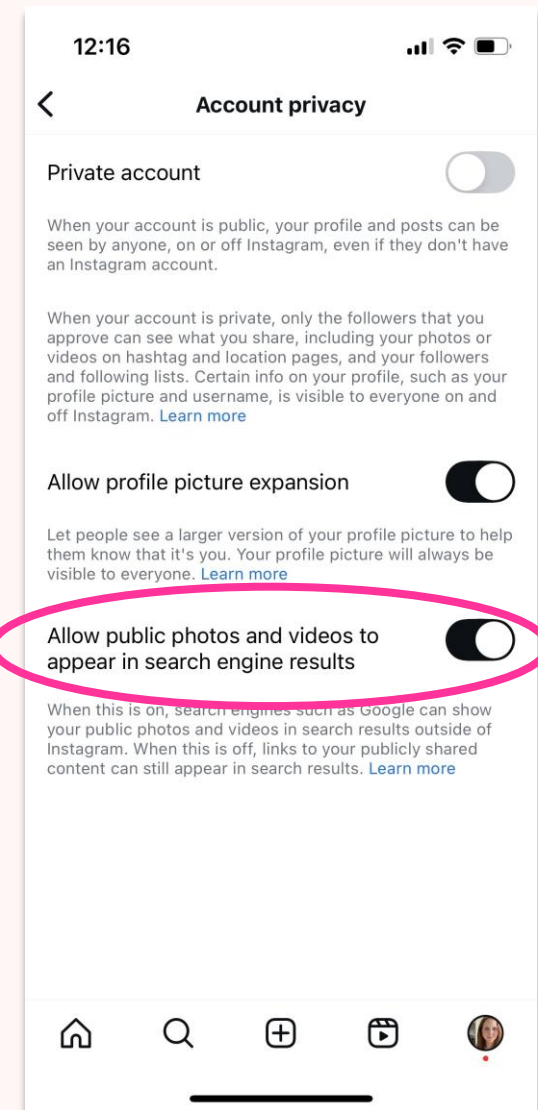 12:16
Account privacy
Private account
When your account is public, your profile and posts can be
seen by anyone, on or off Instagram, even if they don't have
an Instagram account.
When your account is private, only the followers that you
approve can see what you share, including your photos or
videos on hashtag and location pages, and your followers
and following lists. Certain info on your profile, such as your
profile picture and username, is visible to everyone on and
off Instagram. Learn more
Allow profile picture expansion
Let people see a larger version of your profile picture to help
them know that it's you. Your profile picture will always be
visible to everyone. Learn more
Allow public photos and videos to
appear in search engine results
When this is on, search engines such as Google can show
your public photos and videos in search results outside of
Instagram. When this is off, links to your publicly shared
content can still appear in search results. Learn more